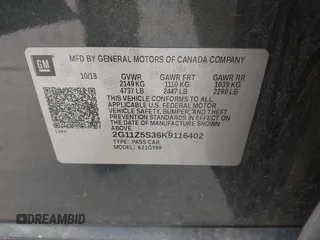 GM
MFD BY GENERAL MOTORS OF CANADA COMPANY
10/18 GVWR GAWR FRT GAWR RR
2149 KG 1110 KG 1039 KG
4737 LB 2447 LB 2290 LB
THIS VEHICLE CONFORMS TO ALL APPLICABLE
U.S. FEDERAL MOTOR VEHICLE
SAFETY, BUMPER, AND THEFT PREVENTION
STANDARDS IN EFFECT ON THE DATE OF
MANUFACTURE SHOWN ABOVE.
2G11Z5S36K9116402
TYPE: PASS CAR
MODEL: 621GY69
DREAMBID